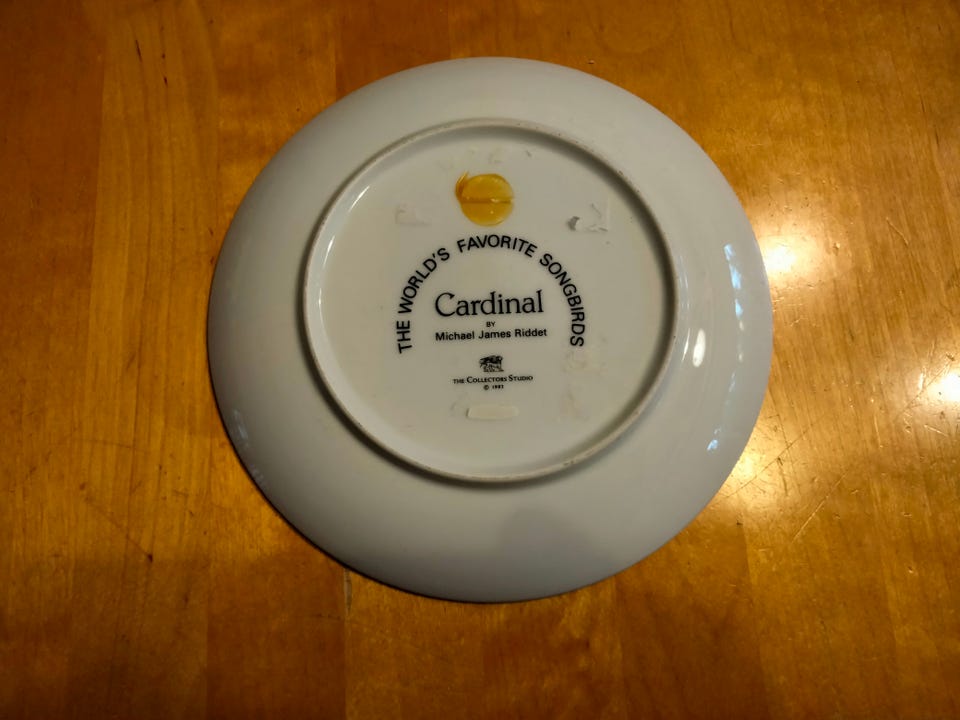 THE WORLD'S FAVORITE SONGBIRDS
Cardinal
BY
Michael James Riddet
THE COLLECTORS STUDIO